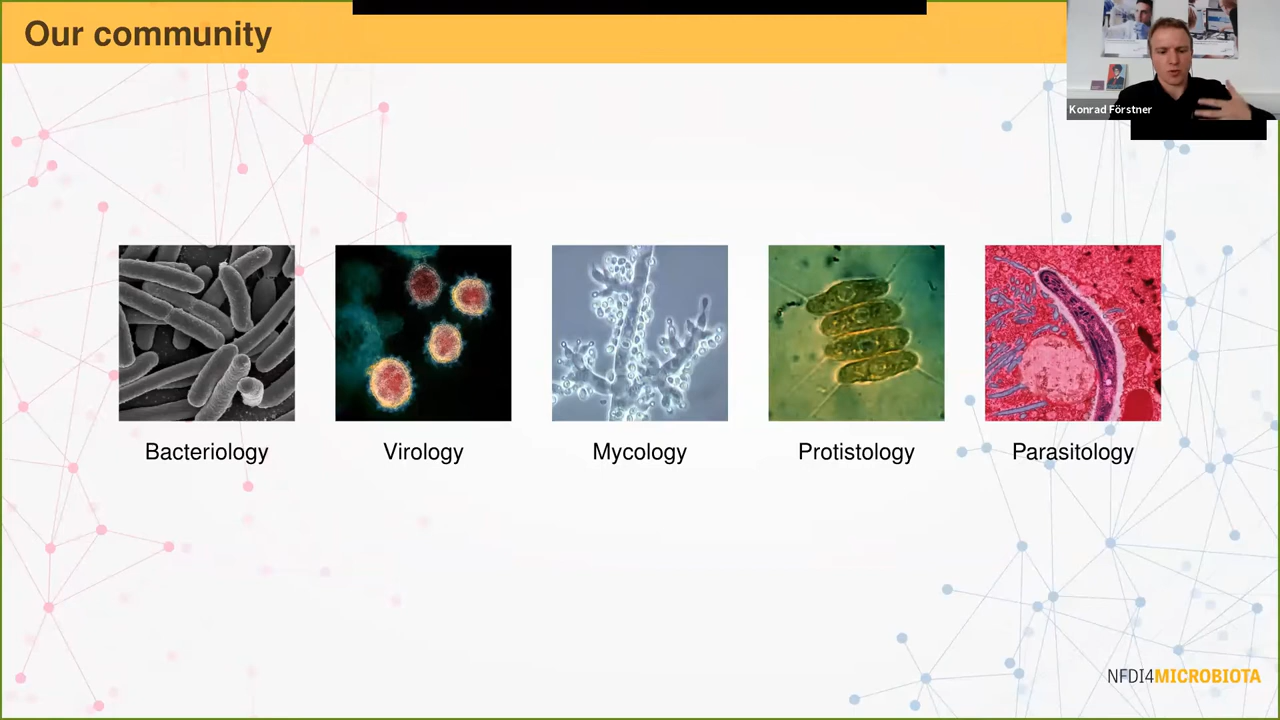 Our community
Konrad Förstner
Bacteriology
Virology
Mycology
Protistology
Parasitology
NFDI4MICROBIOTA